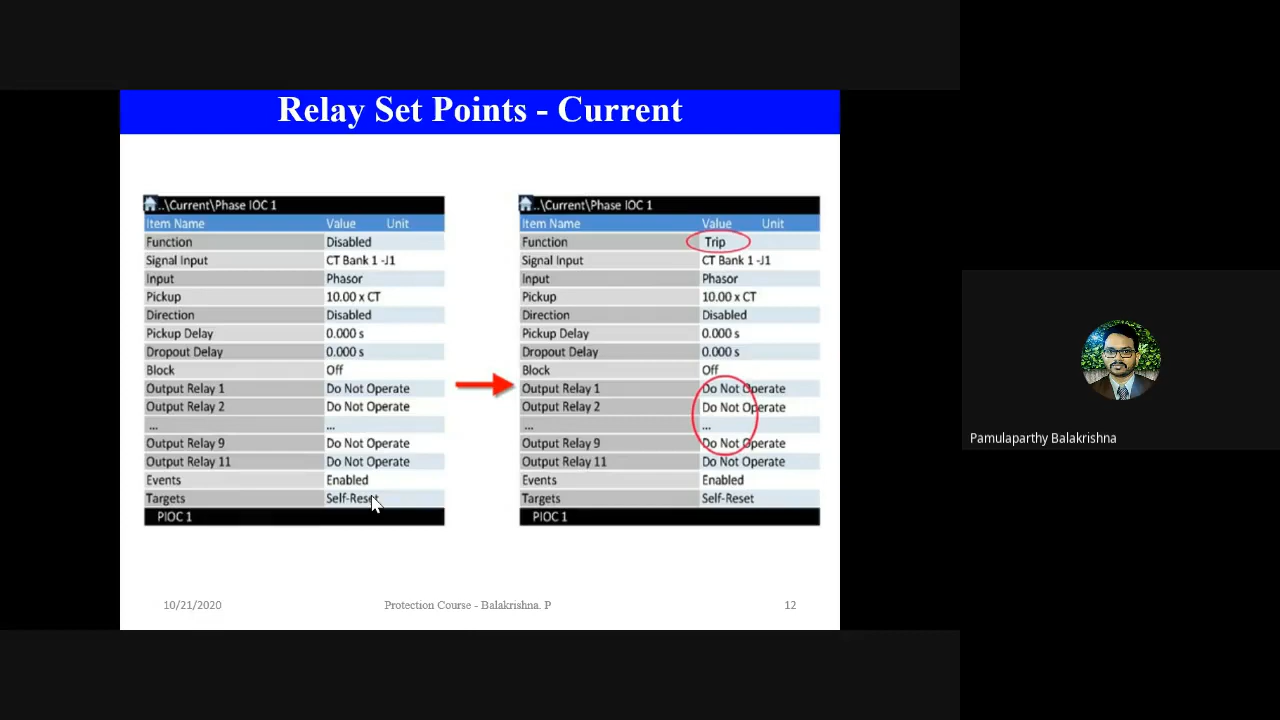 Relay Set Points - Current
..\Current\Phase IOC 1
Item Name Value Unit
Function Disabled
Signal Input CT Bank 1 -J1
Input Phasor
Pickup 10.00 x CT
Direction Disabled
Pickup Delay 0.000 s
Dropout Delay 0.000 s
Block Off
Output Relay 1 Do Not Operate
Output Relay 2 Do Not Operate
... ...
Output Relay 9 Do Not Operate
Output Relay 11 Do Not Operate
Events Enabled
Targets Self-Reset
PIOC 1
..\Current\Phase IOC 1
Item Name Value Unit
Function Trip
Signal Input CT Bank 1 -J1
Input Phasor
Pickup 10.00 x CT
Direction Disabled
Pickup Delay 0.000 s
Dropout Delay 0.000 s
Block Off
Output Relay 1 Do Not Operate
Output Relay 2 Do Not Operate
... ...
Output Relay 9 Do Not Operate
Output Relay 11 Do Not Operate
Events Enabled
Targets Self-Reset
PIOC 1
10/21/2020 Protection Course - Balakrishna. P 12
Pamulaparthy Balakrishna